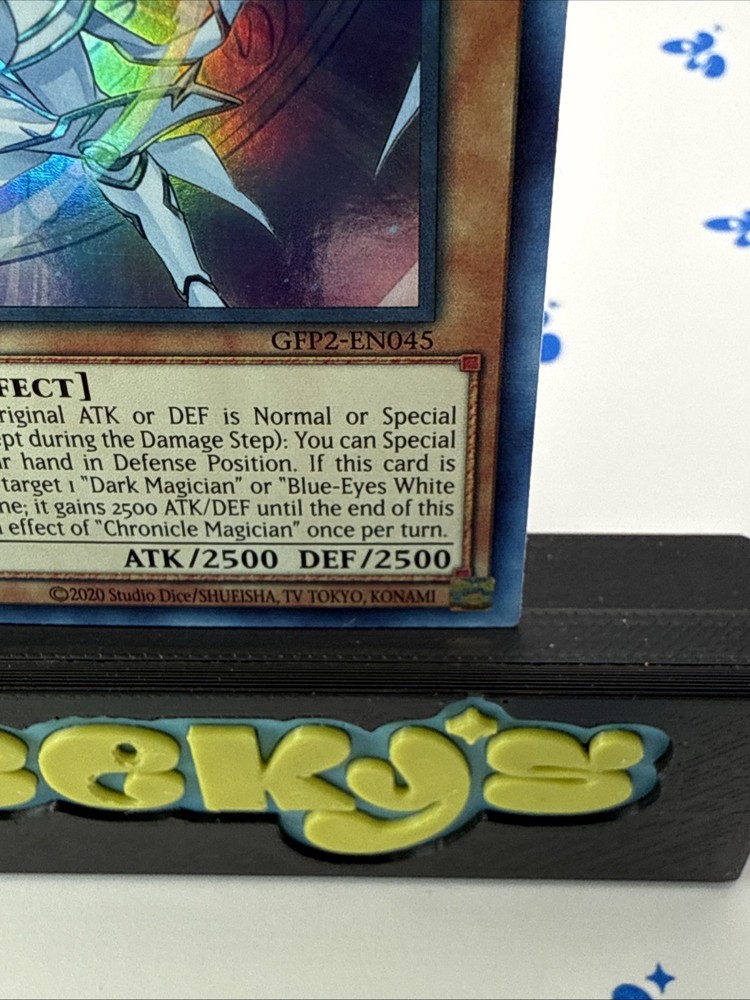 GFP2-EN045
FECT]
riginal ATK or DEF is Normal or Special
ept during the Damage Step): You can Special
r hand in Defense Position. If this card is
target 1 "Dark Magician" or "Blue-Eyes White
ne; it gains 2500 ATK/DEF until the end of this
effect of "Chronicle Magician" once per turn.
ATK/2500 DEF/2500
©2020 Studio Dice/SHUEISHA, TV TOKYO, KONAMI
eeky's